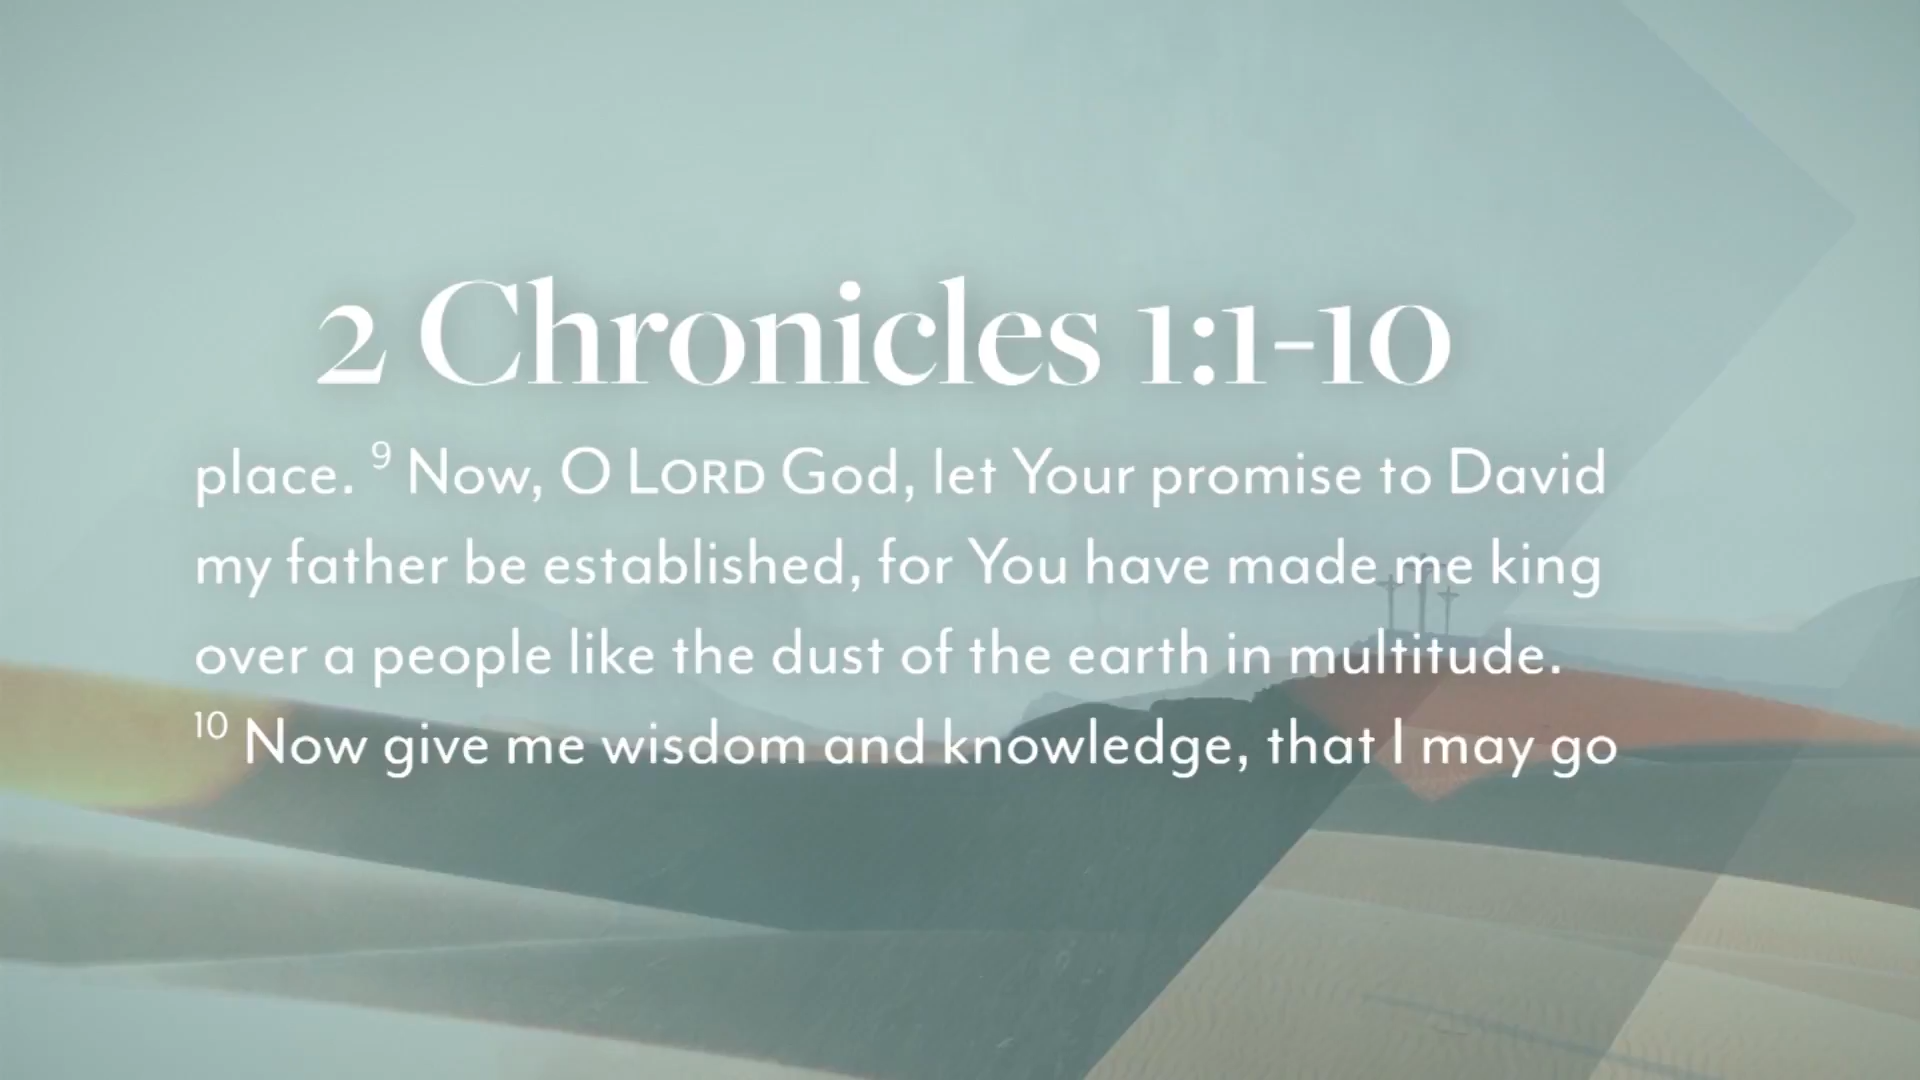 2 Chronicles 1:1-10
place. 9 Now, O LORD God, let Your promise to David
my father be established, for You have made me king
over a people like the dust of the earth in multitude.
10 Now give me wisdom and knowledge, that I may go